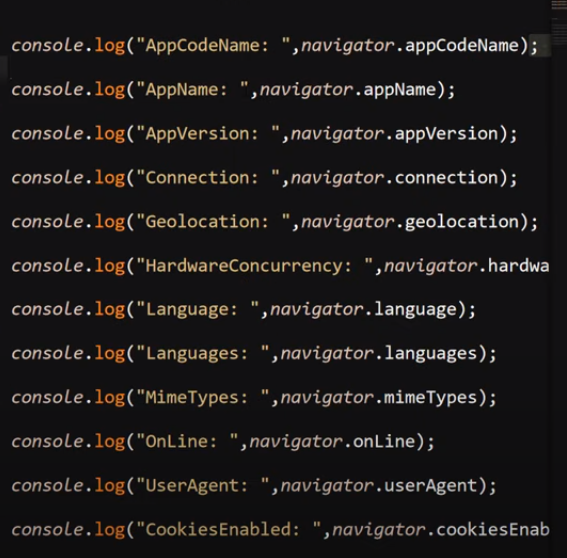 console.log("AppCodeName: ",navigator.appCodeName);
console.log("AppName: ",navigator.appName);
console.log("AppVersion: ",navigator.appVersion);
console.log("Connection: ",navigator.connection);
console.log("Geolocation: ",navigator.geolocation);
console.log("HardwareConcurrency: ",navigator.hardwa
console.log("Language: ",navigator.language);
console.log("Languages: ",navigator.languages);
console.log("MimeTypes: ",navigator.mimeTypes);
console.log("OnLine: ",navigator.onLine);
console.log("UserAgent: ",navigator.userAgent);
console.log("CookiesEnabled: ",navigator.cookiesEnab